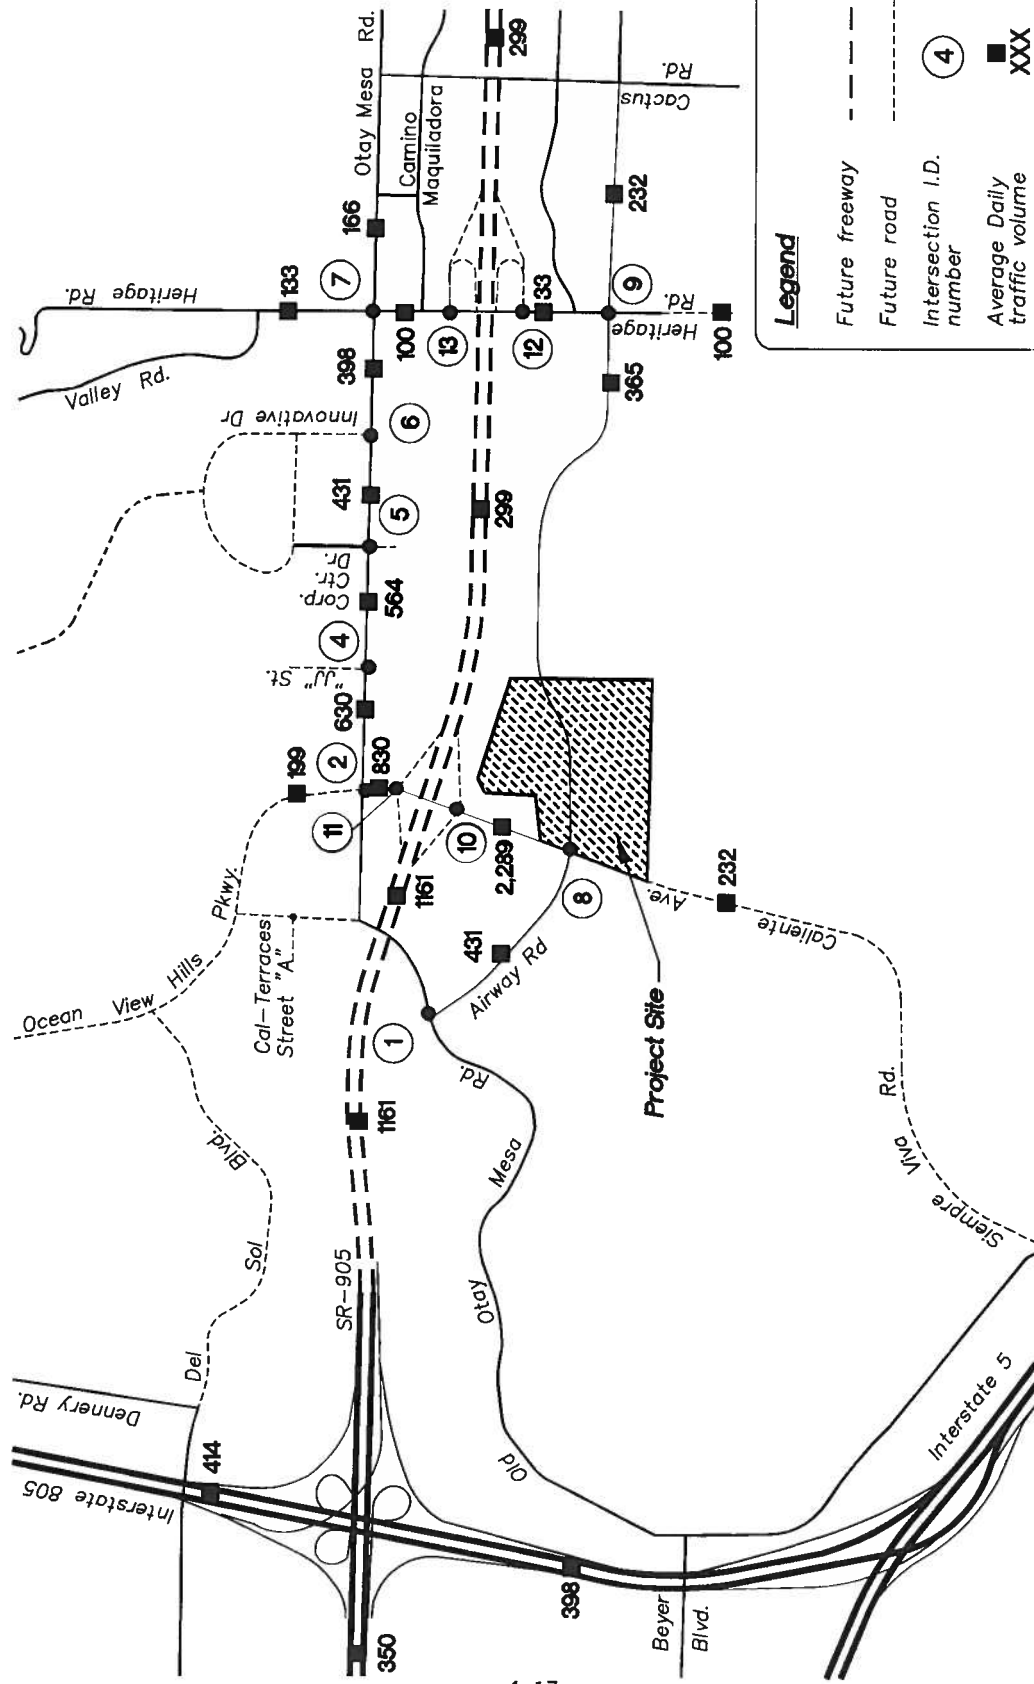 Otay Mesa Rd.
299
Camino
Maquiladora
Cactus Rd.
166
232
133
7
100
13
12
33
9
Heritage Rd.
Heritage Rd.
100
Valley Rd.
398
365
Innovative Dr
6
431
5
299
Corp. Ctr. Dr.
564
4
"JJ" St.
630
199
2
830
11
10
2,289
1161
8
Ave.
232
Caliente
Pkwy.
Ocean View Hills
Cal-Terraces
Street "A"
431
Airway Rd
1
Project Site
Rd.
1161
Mesa
Otay
Old
Blvd.
Sol
Del
Siempre Viva Rd.
SR-905
Dennery Rd.
Interstate 805
414
Interstate 5
398
350
Beyer
Blvd.
Legend
Future freeway
Future road
Intersection I.D.
number
4
Average Daily
traffic volume
XXX